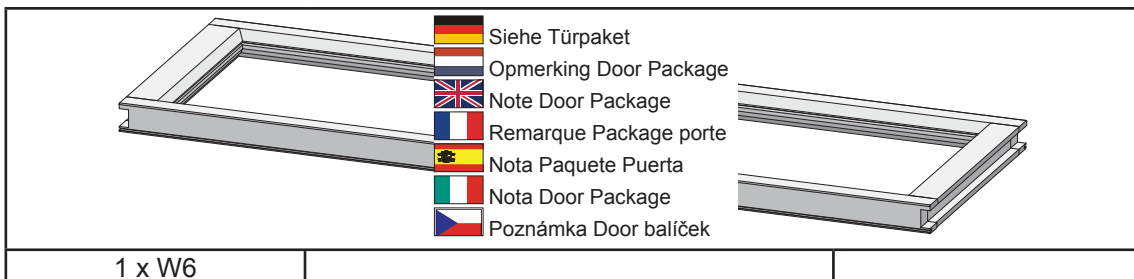 Siehe Türpaket
Opmerking Door Package
Note Door Package
Remarque Package porte
Nota Paquete Puerta
Nota Door Package
Poznámka Door balíček
1 x W6